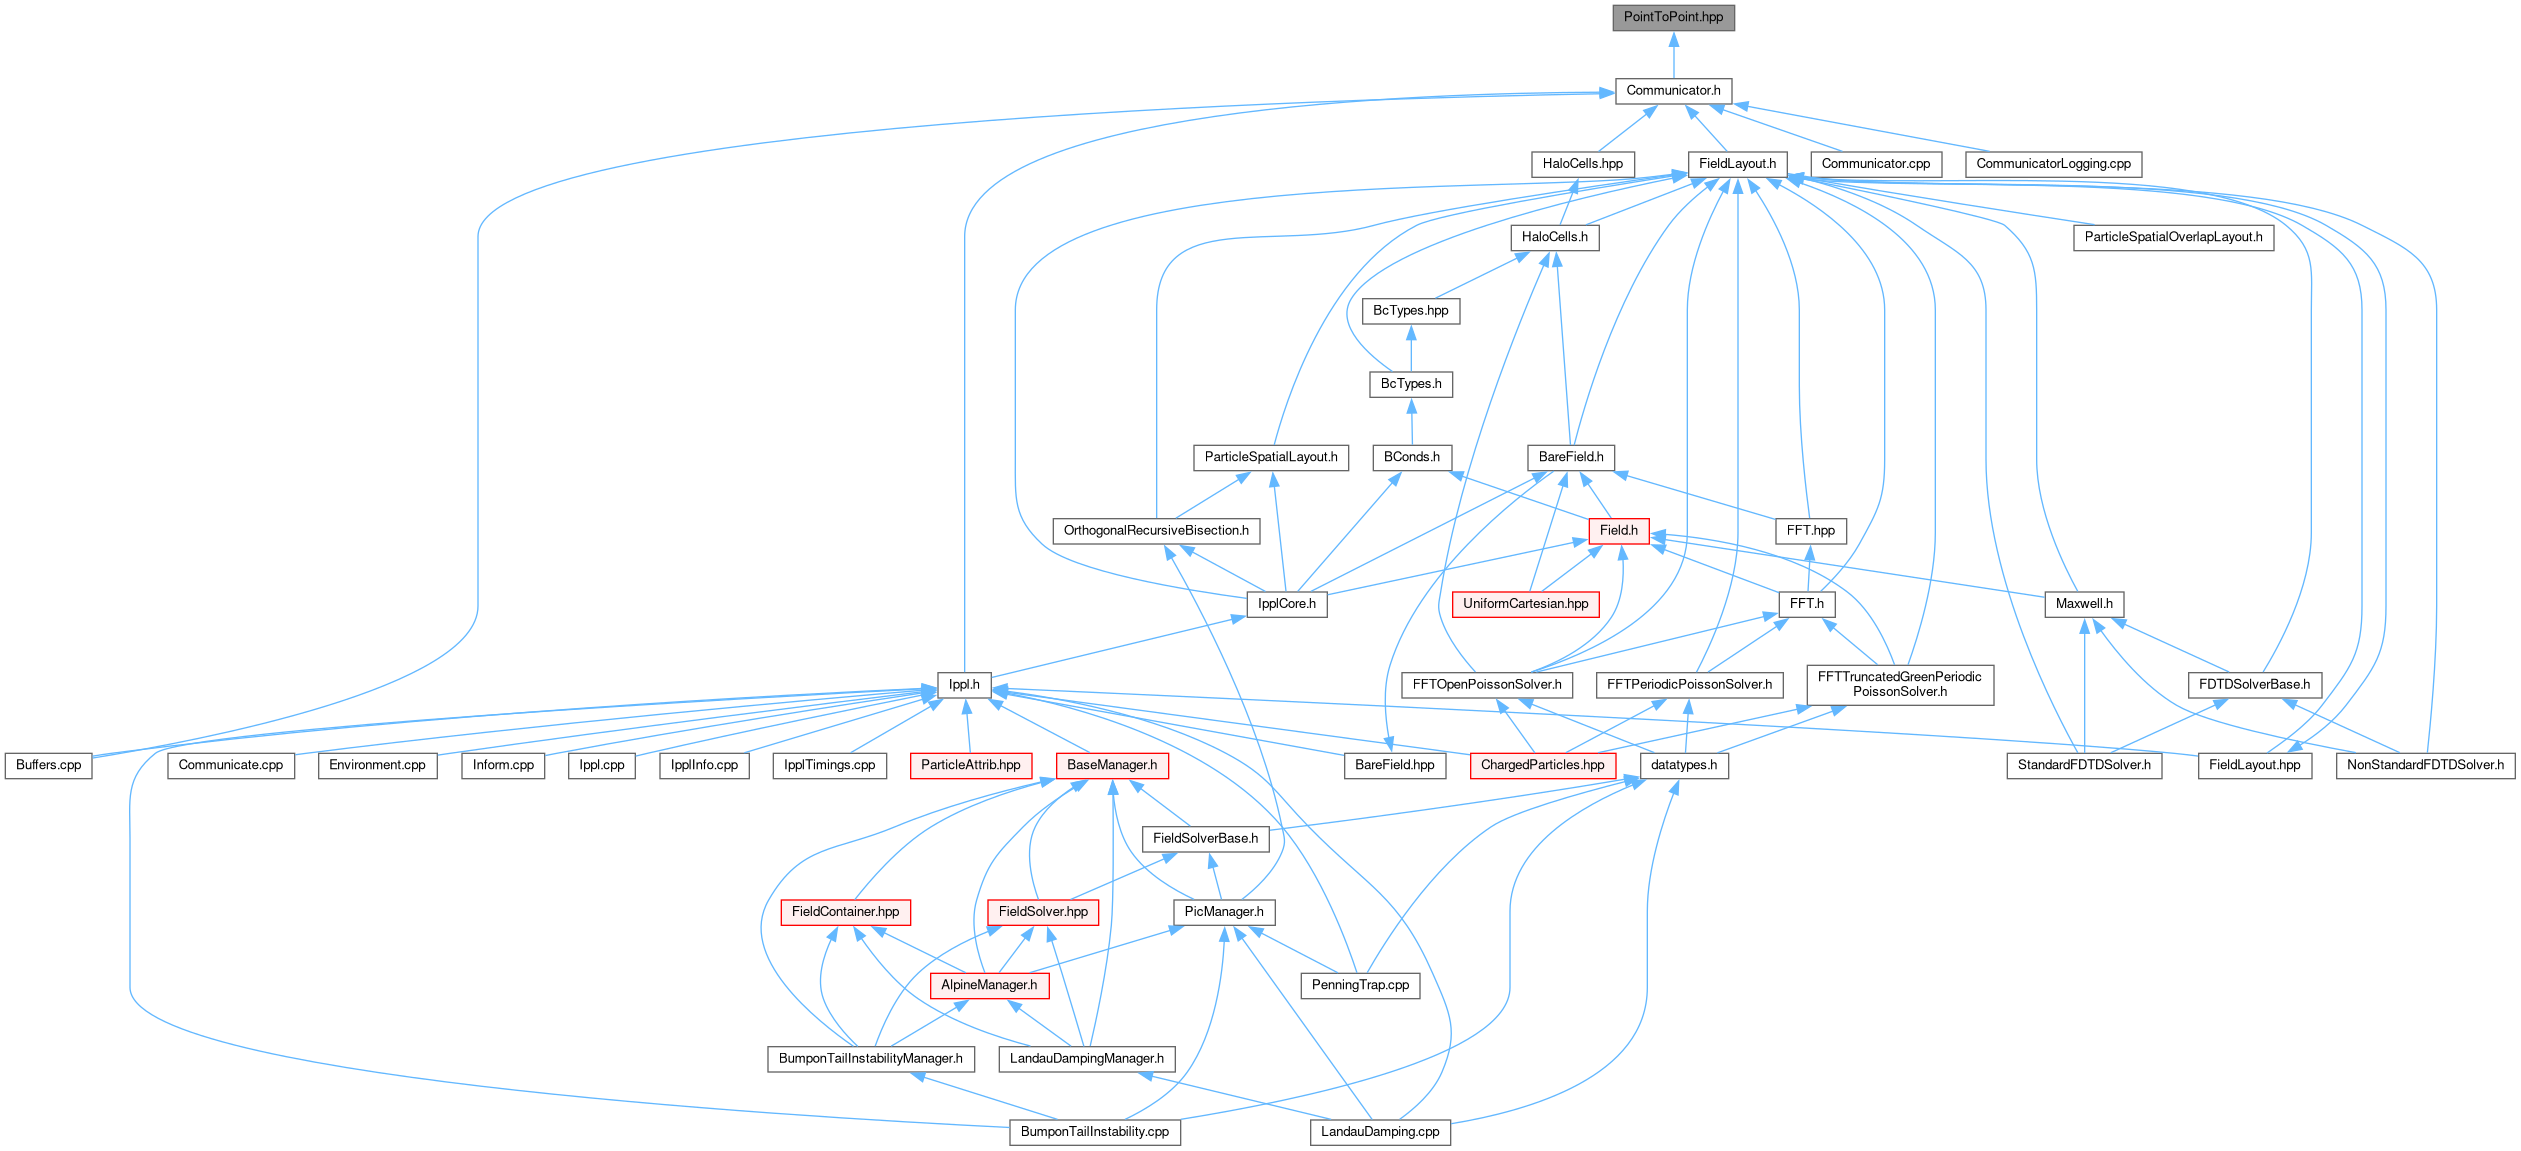 PointToPoint.hpp
Communicator.h
HaloCells.hpp
FieldLayout.h
Communicator.cpp
CommunicatorLogging.cpp
HaloCells.h
ParticleSpatialOverlapLayout.h
BcTypes.hpp
BcTypes.h
ParticleSpatialLayout.h
BConds.h
BareField.h
OrthogonalRecursiveBisection.h
Field.h
FFT.hpp
IpplCore.h
UniformCartesian.hpp
FFT.h
Maxwell.h
Ippl.h
FFTOpenPoissonSolver.h
FFTPeriodicPoissonSolver.h
FFTTruncatedGreenPeriodic
PoissonSolver.h
FDTDSolverBase.h
Buffers.cpp
Communicate.cpp
Environment.cpp
Inform.cpp
Ippl.cpp
IpplInfo.cpp
IpplTimings.cpp
ParticleAttrib.hpp
BaseManager.h
BareField.hpp
ChargedParticles.hpp
datatypes.h
StandardFDTDSolver.h
FieldLayout.hpp
NonStandardFDTDSolver.h
FieldSolverBase.h
FieldContainer.hpp
FieldSolver.hpp
PicManager.h
AlpineManager.h
PenningTrap.cpp
BumponTailInstabilityManager.h
LandauDampingManager.h
BumponTailInstability.cpp
LandauDamping.cpp